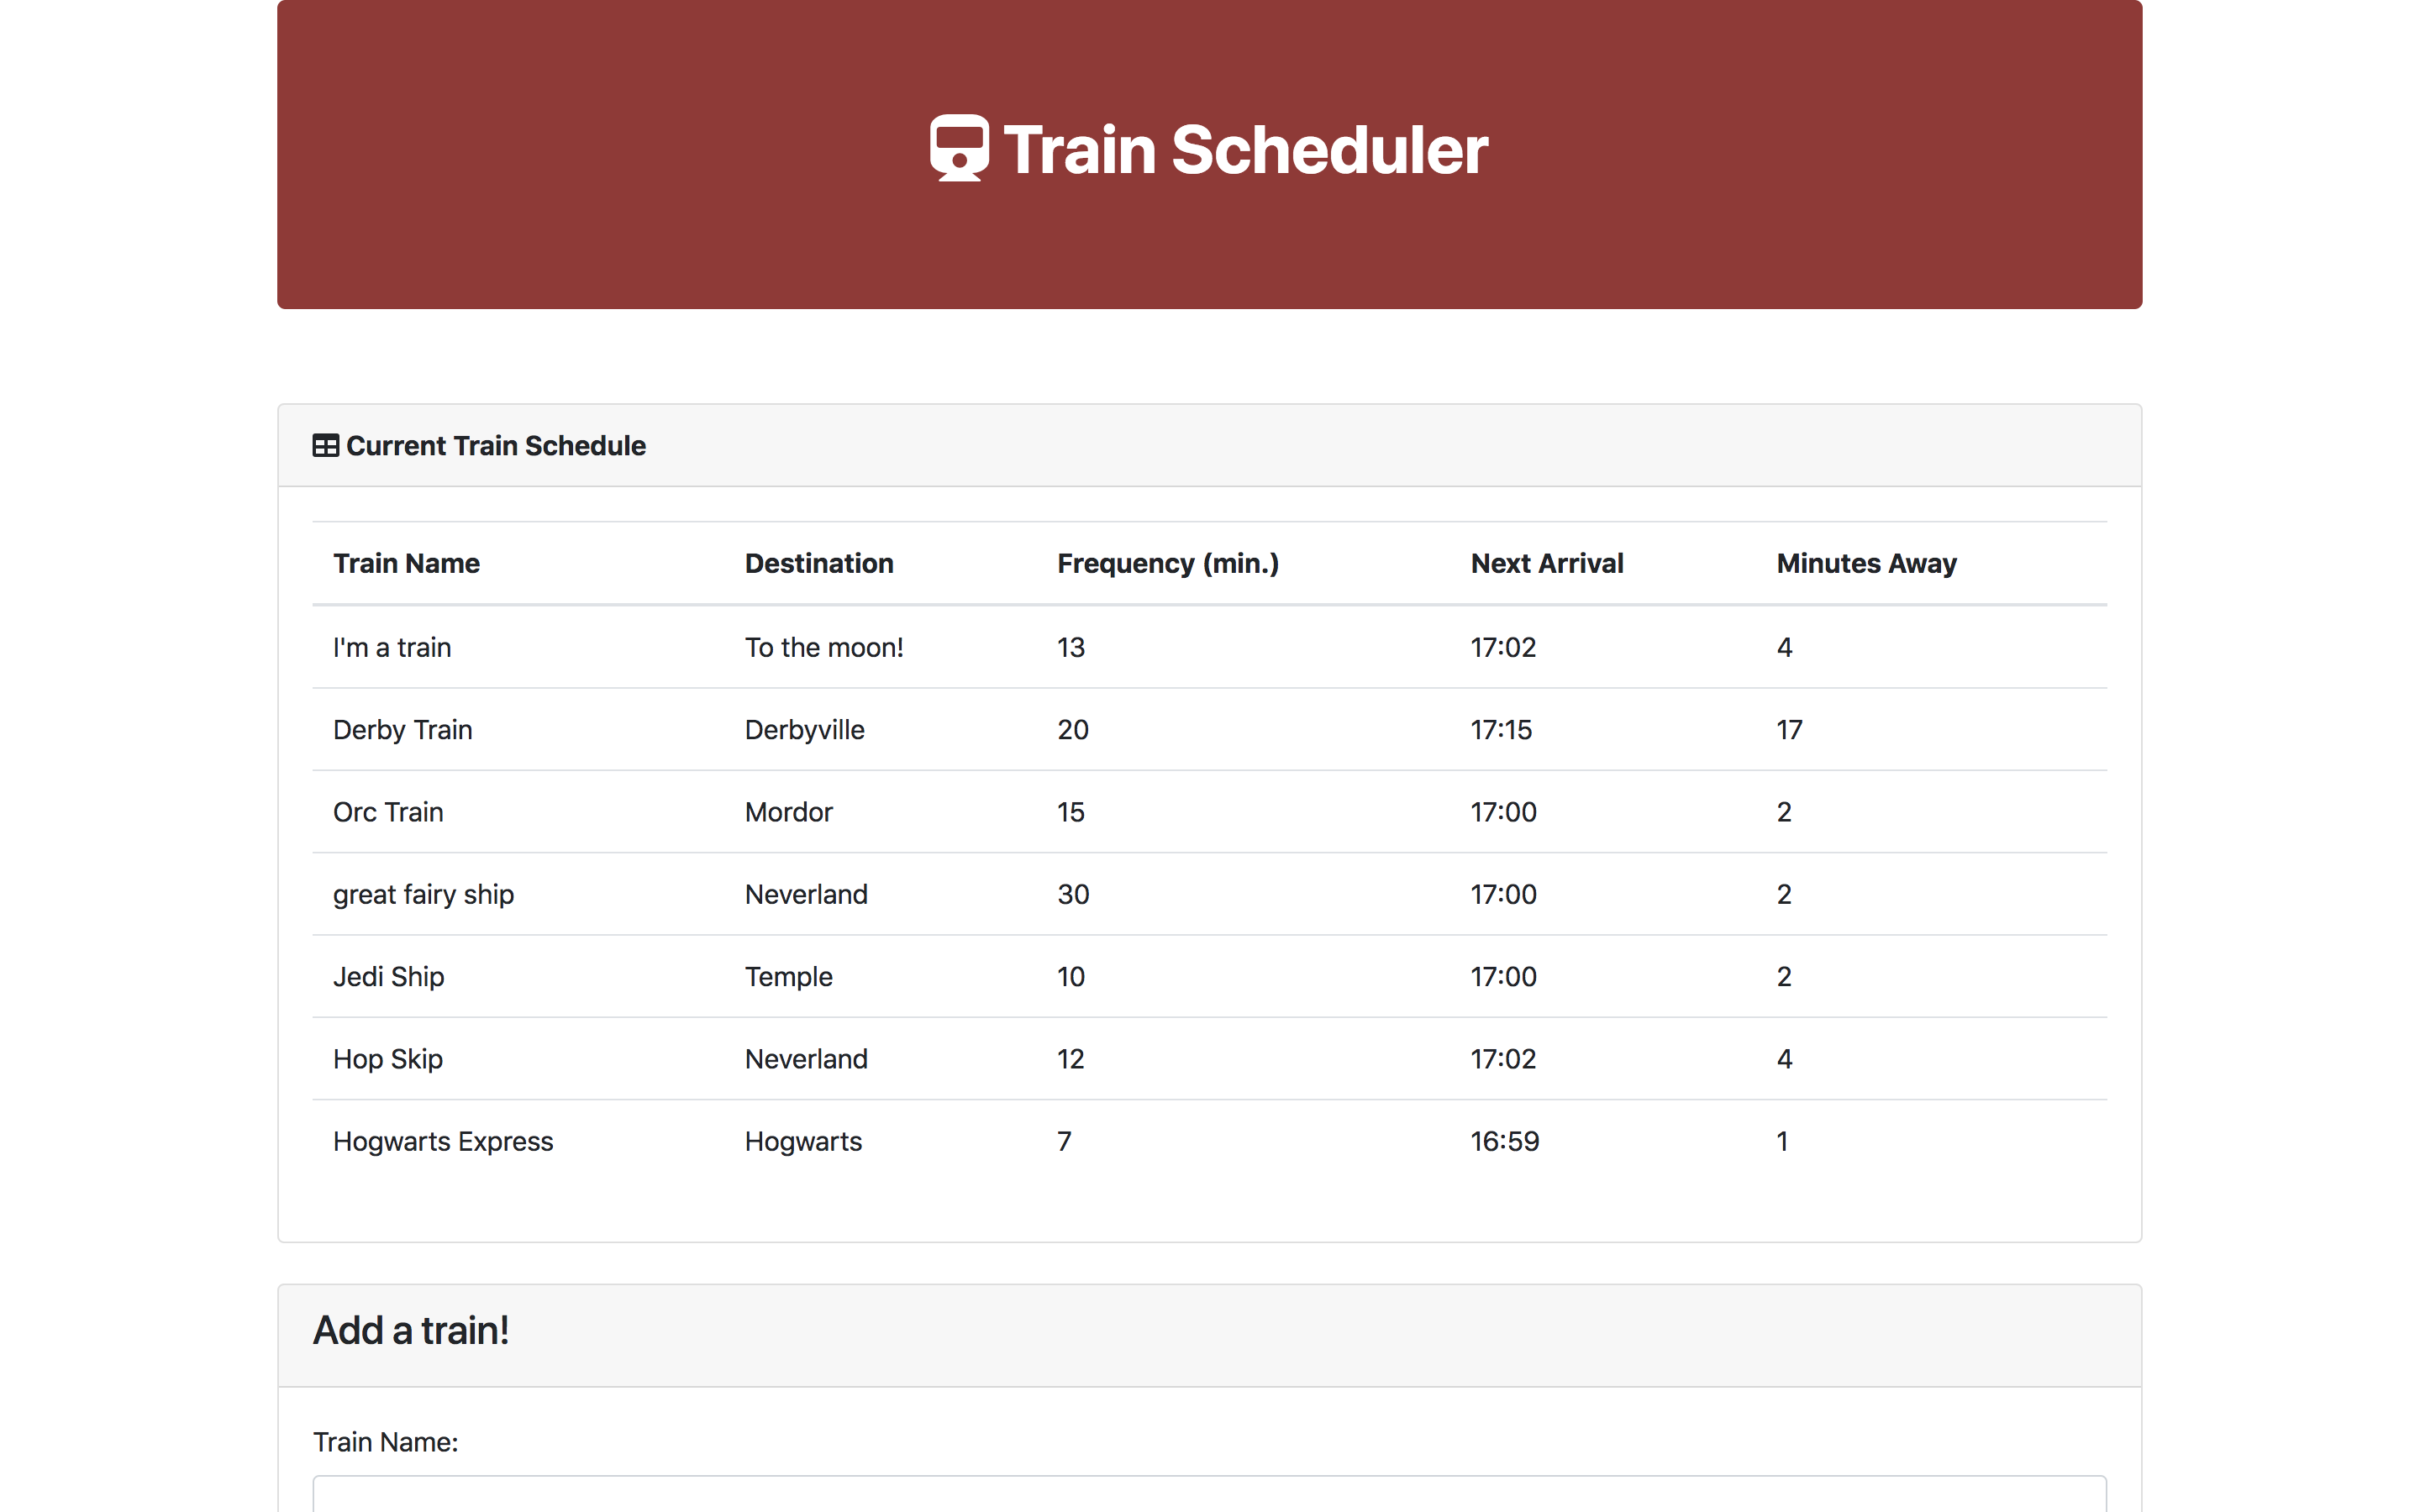 Train Scheduler
Current Train Schedule
Train Name Destination Frequency (min.) Next Arrival Minutes Away
I'm a train To the moon! 13 17:02 4
Derby Train Derbyville 20 17:15 17
Orc Train Mordor 15 17:00 2
great fairy ship Neverland 30 17:00 2
Jedi Ship Temple 10 17:00 2
Hop Skip Neverland 12 17:02 4
Hogwarts Express Hogwarts 7 16:59 1
Add a train!
Train Name: